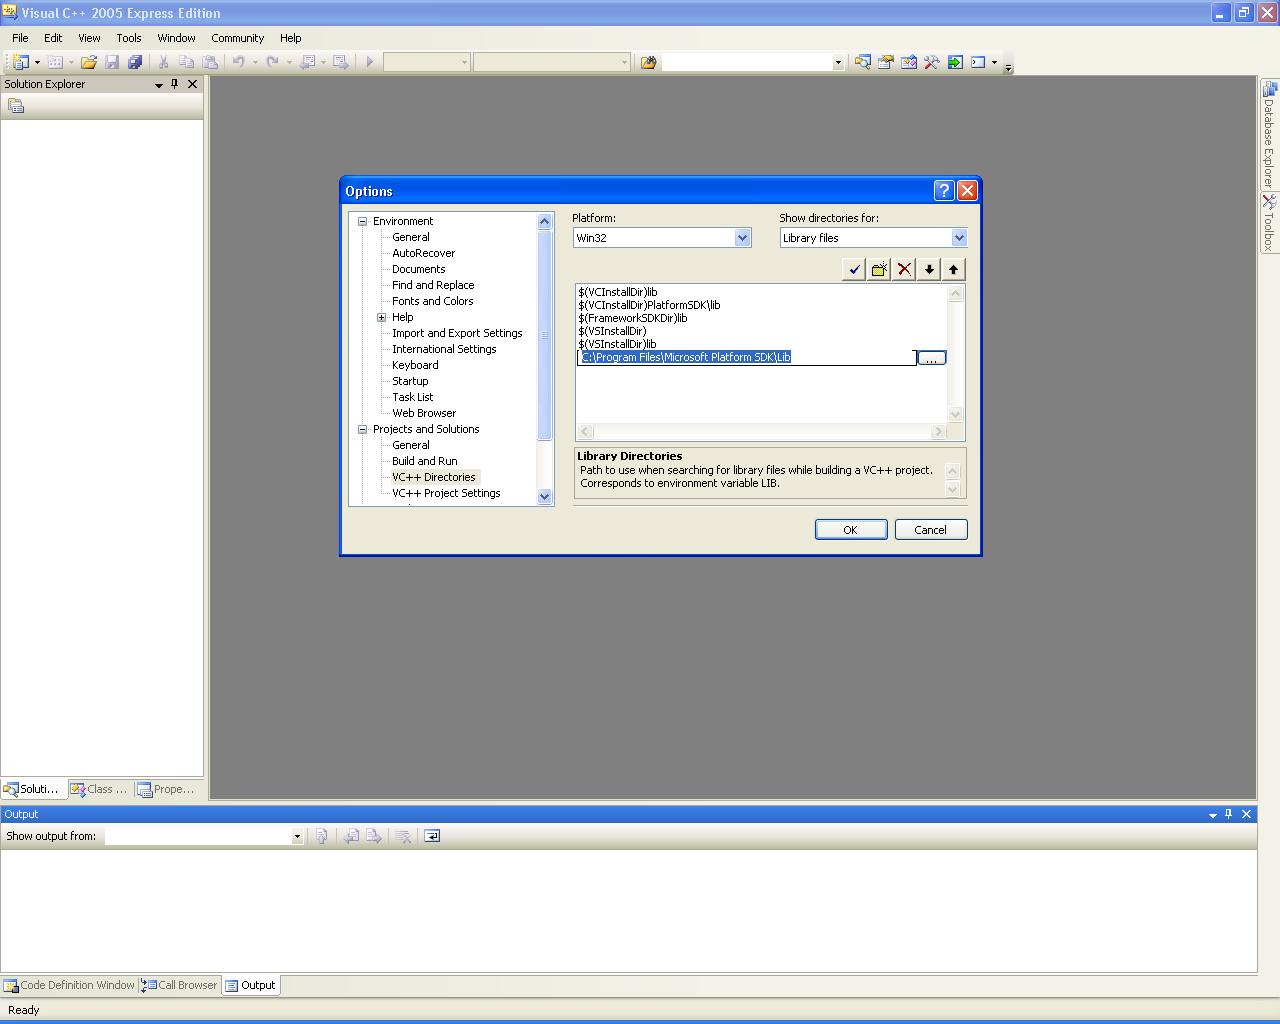 Visual C++ 2005 Express Edition
File Edit View Tools Window Community Help
Solution Explorer
Options
Environment
General
AutoRecover
Documents
Find and Replace
Fonts and Colors
Help
Import and Export Settings
International Settings
Keyboard
Startup
Task List
Web Browser
Projects and Solutions
General
Build and Run
VC++ Directories
VC++ Project Settings
Platform:
Win32
Show directories for:
Library files
$(VCInstallDir)lib
$(VCInstallDir)PlatformSDK\lib
$(FrameworkSDKDir)lib
$(VSInstallDir)
$(VSInstallDir)lib
C:\Program Files\Microsoft Platform SDK\Lib
...
Library Directories
Path to use when searching for library files while building a VC++ project.
Corresponds to environment variable LIB.
OK Cancel
Database Explorer
Toolbox
Soluti... Class ... Prope...
Output
Show output from:
Code Definition Window Call Browser Output
Ready